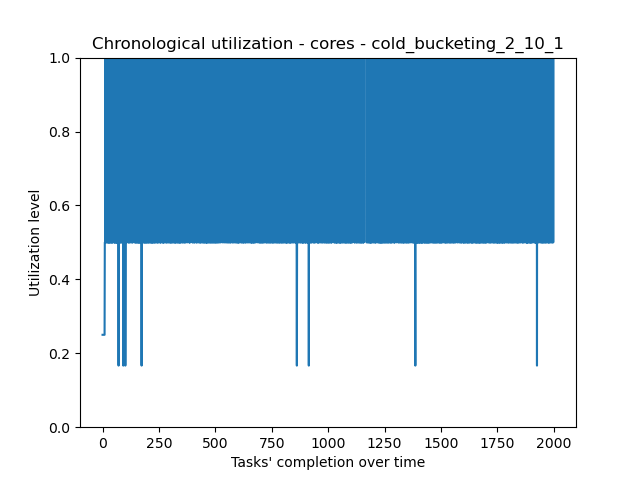 Chronological utilization - cores - cold_bucketing_2_10_1
1.0
0.8
0.6
0.4
0.2
0.0
Utilization level
0 250 500 750 1000 1250 1500 1750 2000
Tasks' completion over time